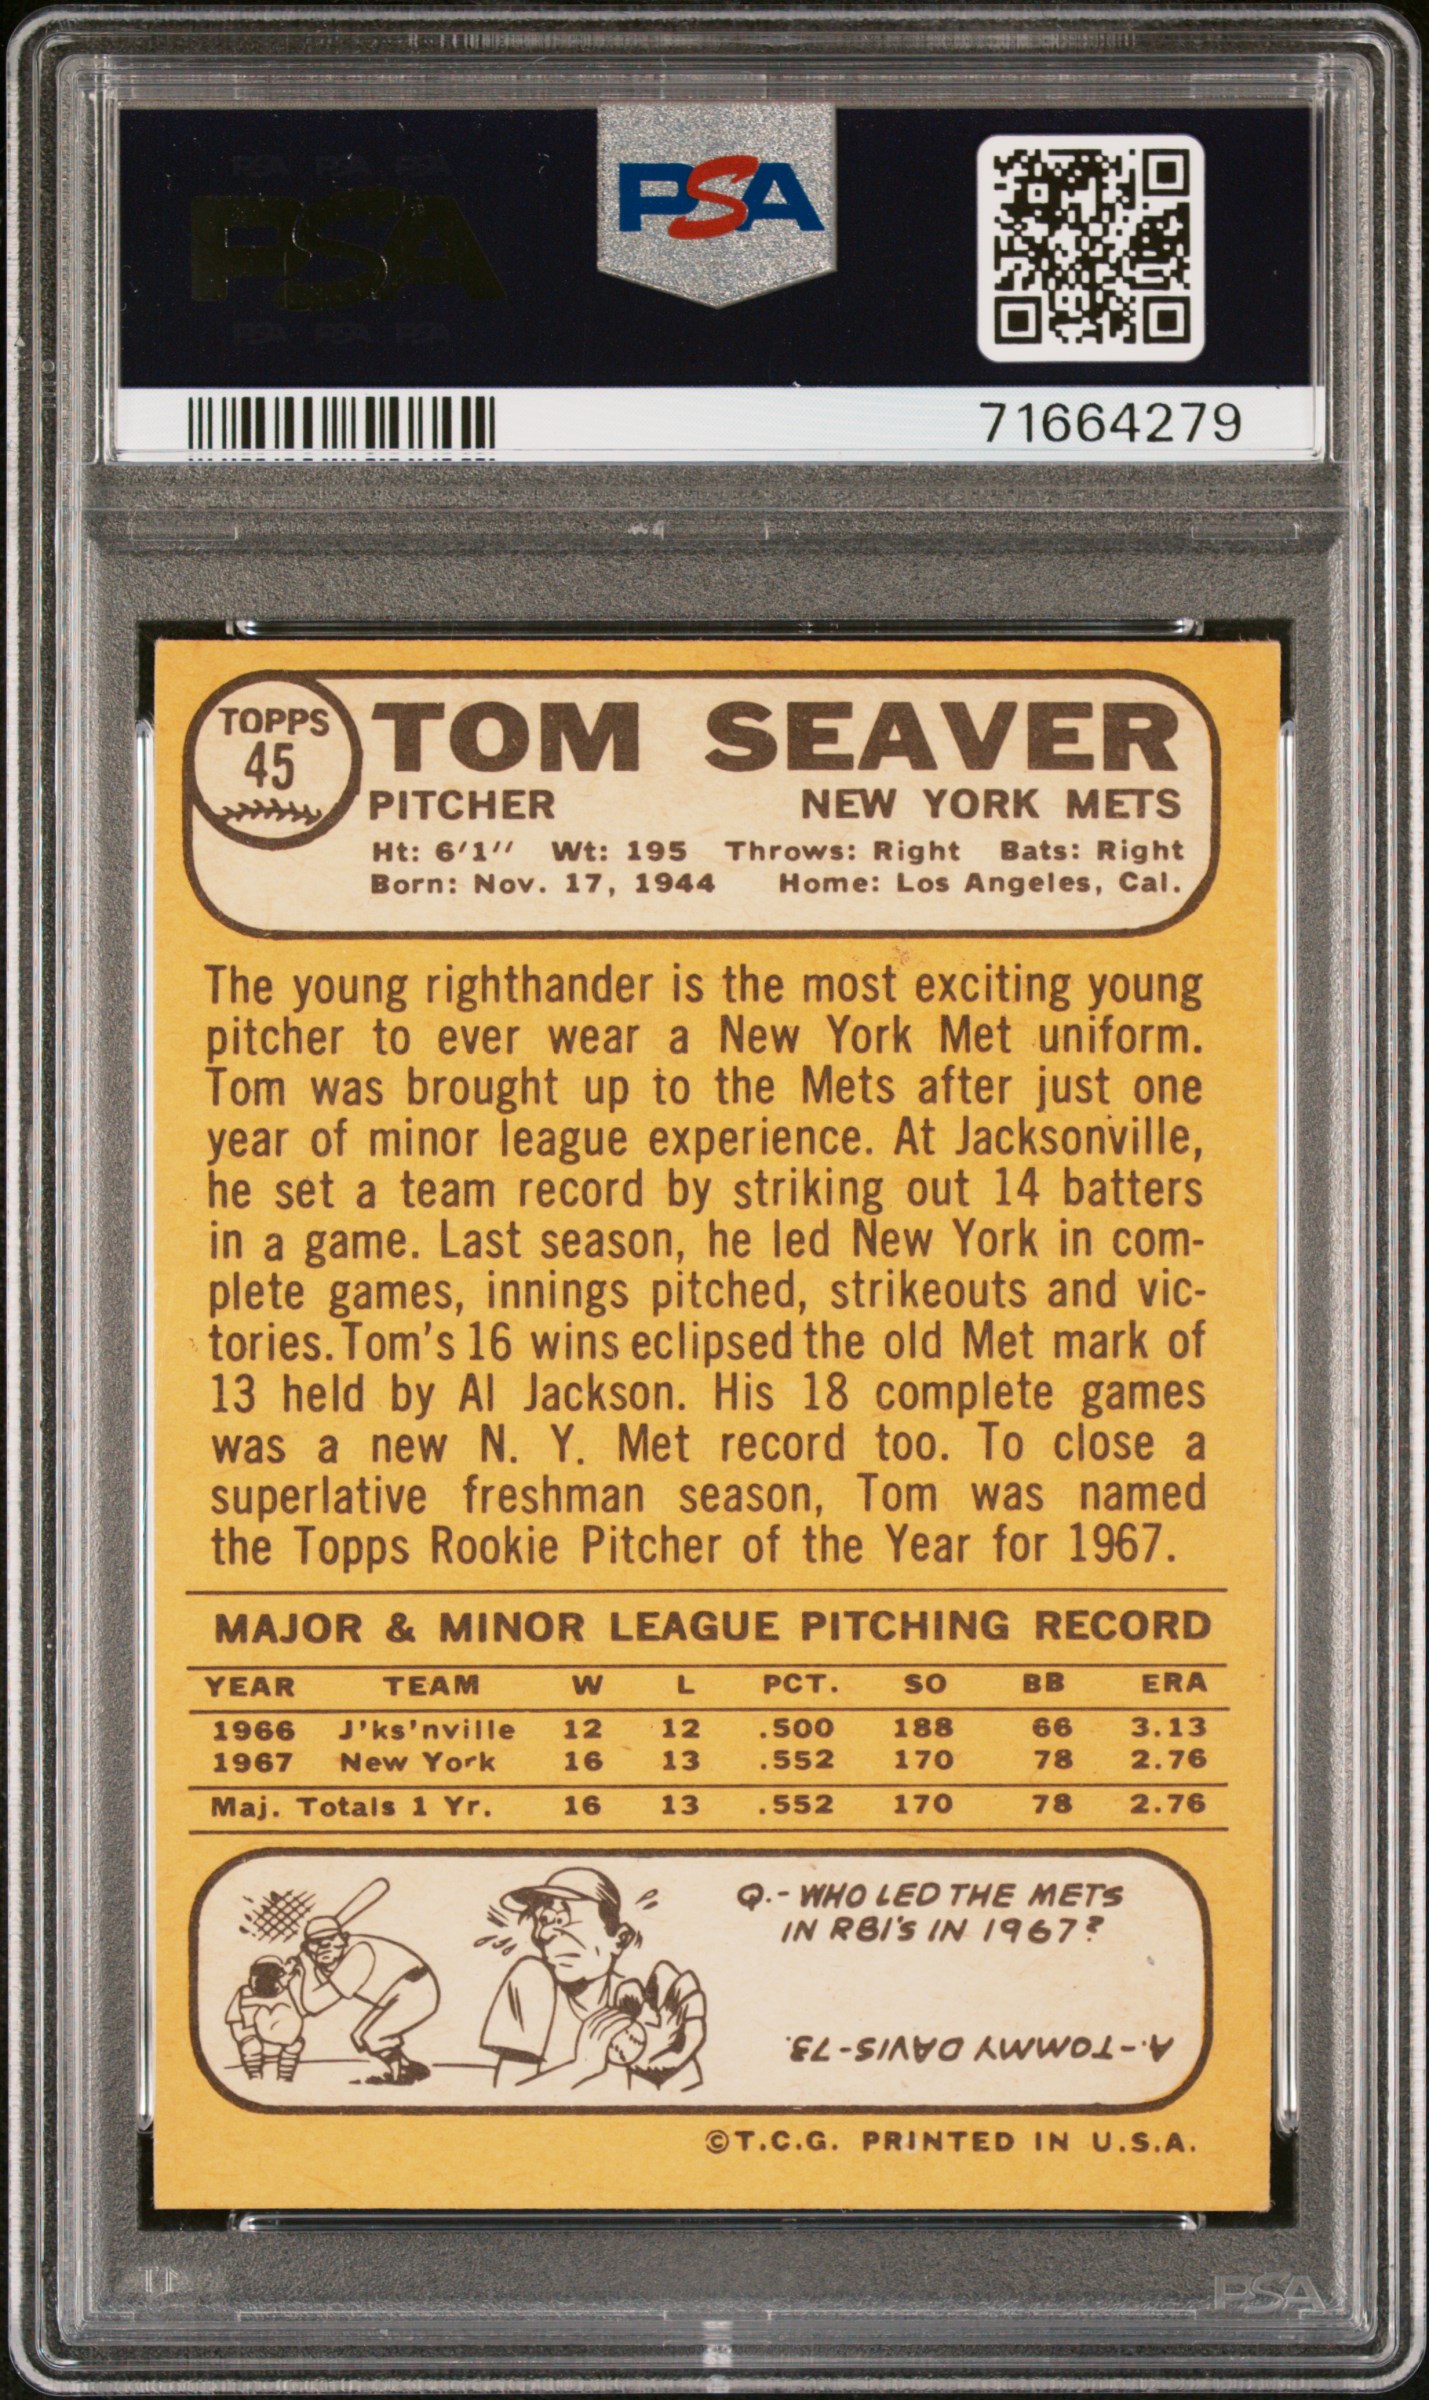 PSA PSA PSA
PSA
PSA PSA PSA
PSA
71664279
TOPPS
45
TOM SEAVER
PITCHER NEW YORK METS
Ht: 6'1" Wt: 195 Throws: Right Bats: Right
Born: Nov. 17, 1944 Home: Los Angeles, Cal.
The young righthander is the most exciting young
pitcher to ever wear a New York Met uniform.
Tom was brought up to the Mets after just one
year of minor league experience. At Jacksonville,
he set a team record by striking out 14 batters
in a game. Last season, he led New York in com-
plete games, innings pitched, strikeouts and vic-
tories. Tom's 16 wins eclipsed the old Met mark of
13 held by Al Jackson. His 18 complete games
was a new N. Y. Met record too. To close a
superlative freshman season, Tom was named
the Topps Rookie Pitcher of the Year for 1967.
MAJOR & MINOR LEAGUE PITCHING RECORD
YEAR TEAM W L PCT. SO BB ERA
1966 J'ks'nville 12 12 .500 188 66 3.13
1967 New York 16 13 .552 170 78 2.76
Maj. Totals 1 Yr. 16 13 .552 170 78 2.76
Q.- WHO LED THE METS
IN RBI'S IN 1967?
A.-TOMMY DAVIS-73.
©T.C.G. PRINTED IN U.S.A.
PSA